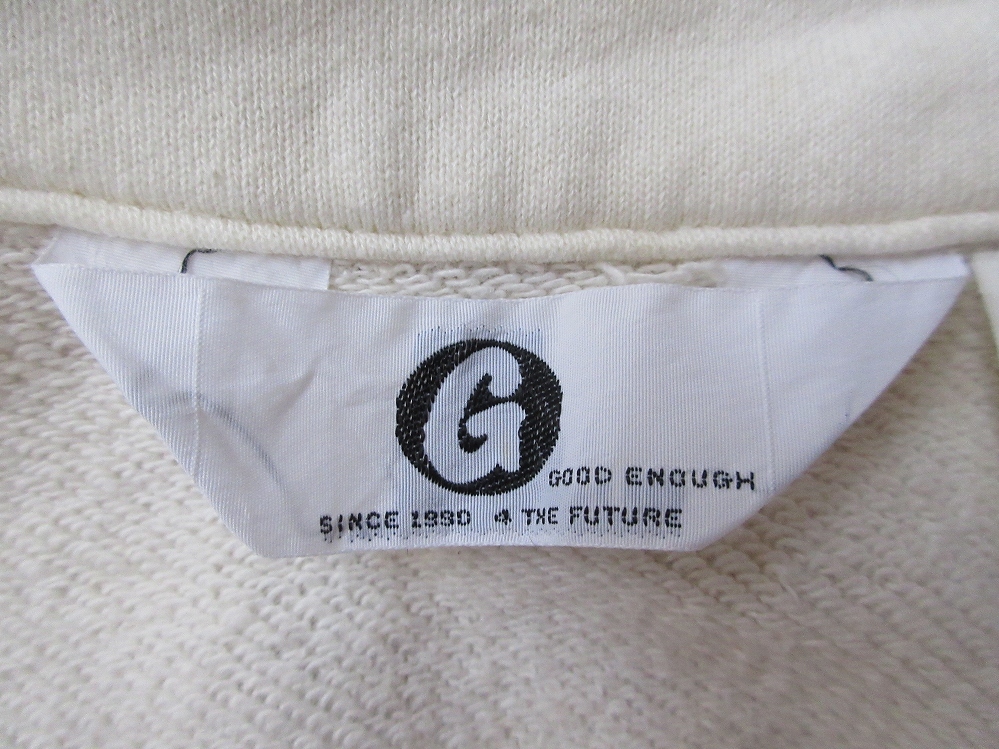 G
GOOD ENOUGH
SINCE 1990 4 THE FUTURE